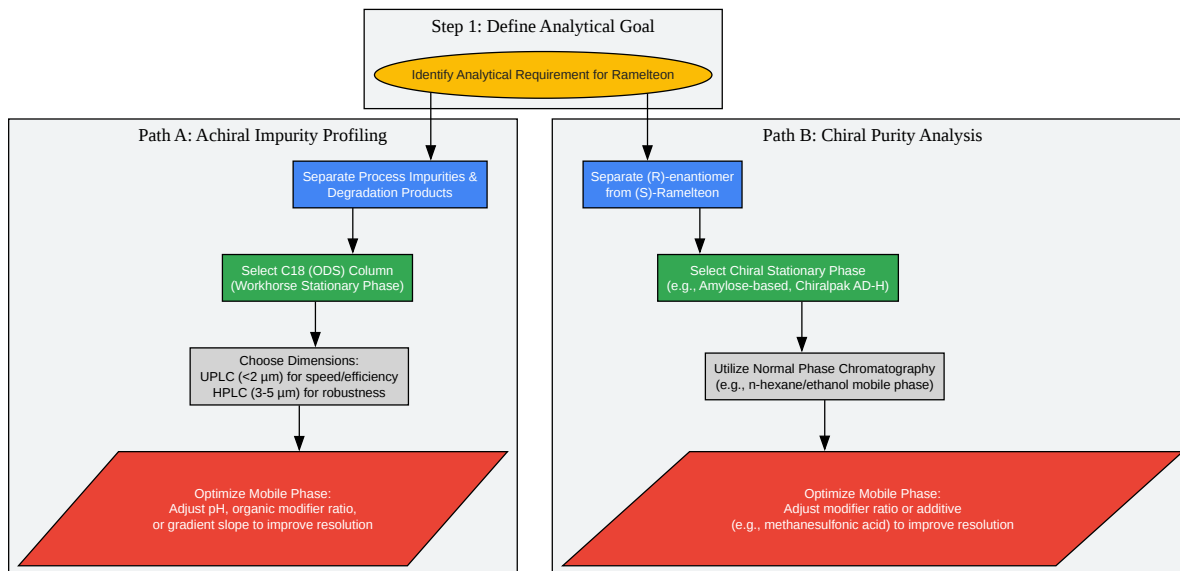 Step 1: Define Analytical Goal
Identify Analytical Requirement for Ramelteon
Path A: Achiral Impurity Profiling
Separate Process Impurities &
Degradation Products
Select C18 (ODS) Column
(Workhorse Stationary Phase)
Choose Dimensions:
UPLC (<2 µm) for speed/efficiency
HPLC (3-5 µm) for robustness
Optimize Mobile Phase:
Adjust pH, organic modifier ratio,
or gradient slope to improve resolution
Path B: Chiral Purity Analysis
Separate (R)-enantiomer
from (S)-Ramelteon
Select Chiral Stationary Phase
(e.g., Amylose-based, Chiralpak AD-H)
Utilize Normal Phase Chromatography
(e.g., n-hexane/ethanol mobile phase)
Optimize Mobile Phase:
Adjust modifier ratio or additive
(e.g., methanesulfonic acid) to improve resolution